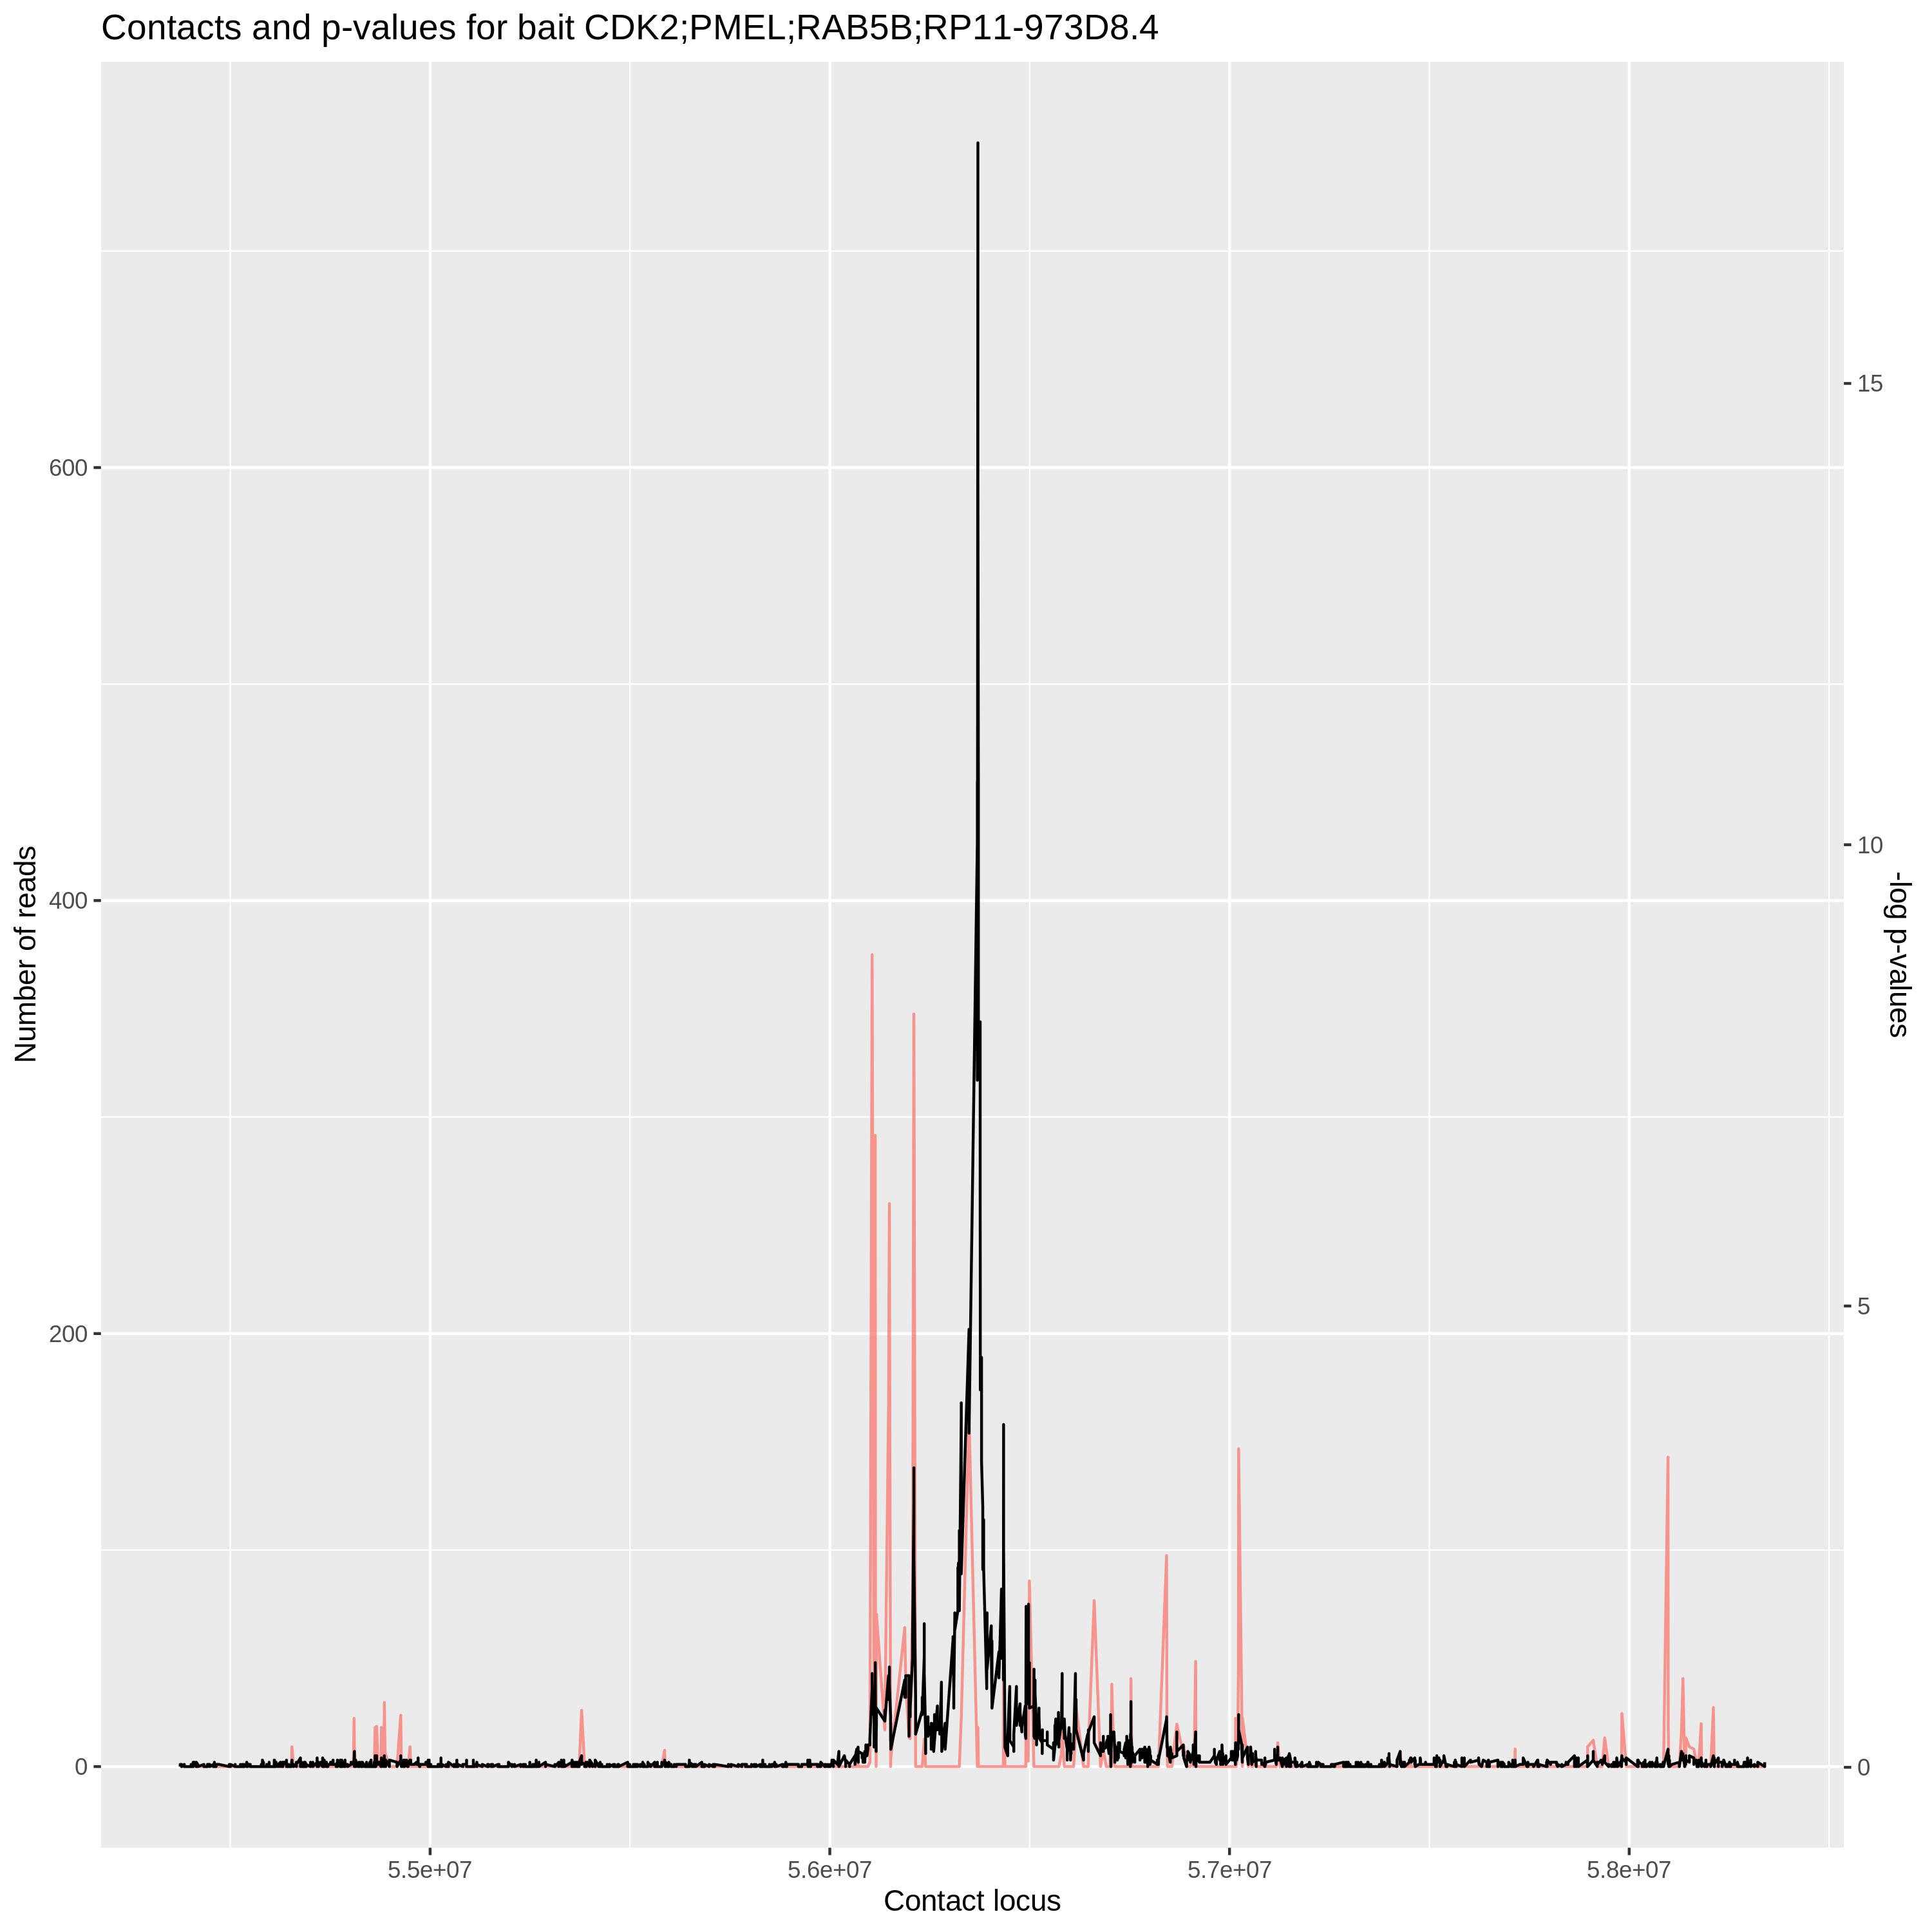 Contacts and p-values for bait CDK2;PMEL;RAB5B;RP11-973D8.4
Number of reads
600
400
200
0
15
10
5
0
-log p-values
5.5e+07
5.6e+07
5.7e+07
5.8e+07
Contact locus